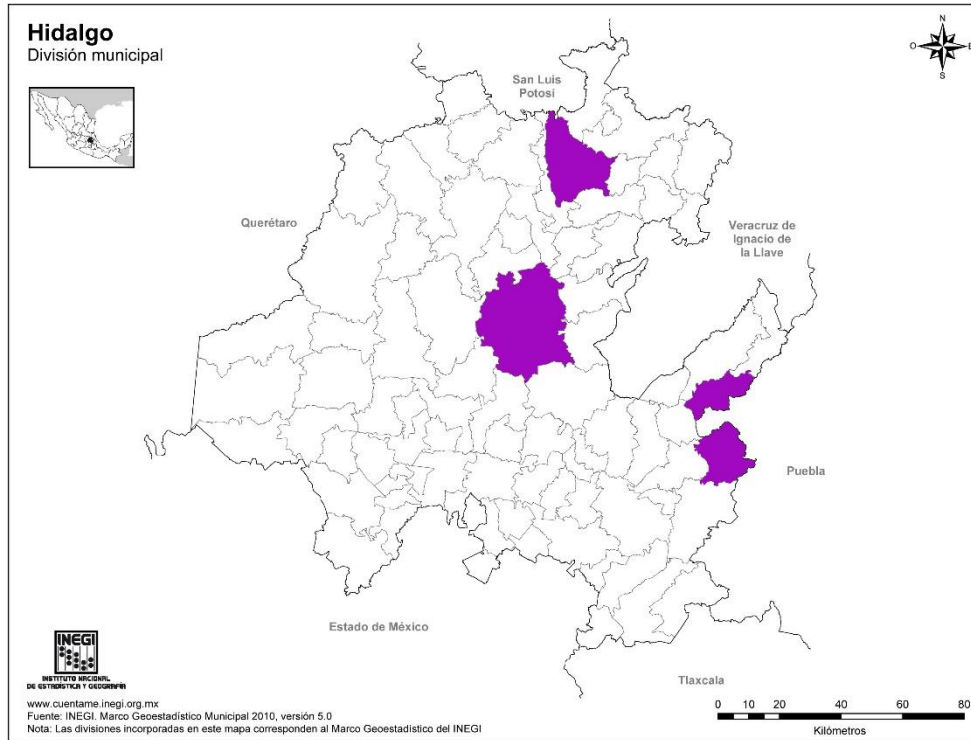 Hidalgo
División municipal
N
O
E
S
San Luis
Potosí
Querétaro
Veracruz de
Ignacio de
la Llave
Puebla
Estado de México
Tlaxcala
INEGI
INSTITUTO NACIONAL
DE ESTADÍSTICA Y GEOGRAFÍA
www.cuentame.inegi.org.mx
Fuente: INEGI. Marco Geoestadístico Municipal 2010, versión 5.0
Nota: Las divisiones incorporadas en este mapa corresponden al Marco Geoestadístico del INEGI
0 10 20 40 60 80
Kilómetros